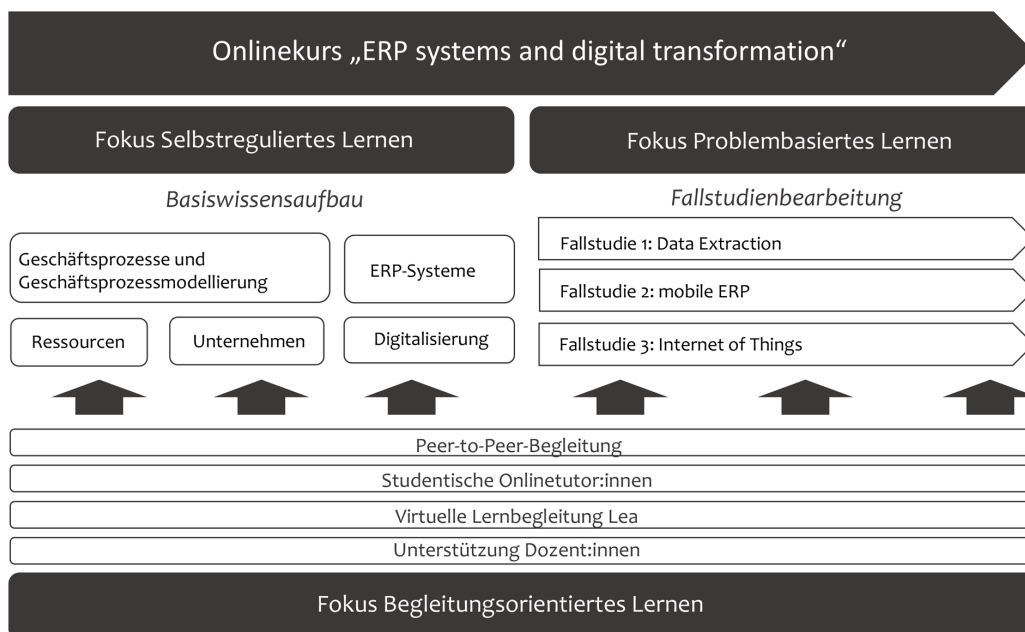 Onlinekurs „ERP systems and digital transformation“
Fokus Selbstreguliertes Lernen
Fokus Problembasiertes Lernen
Basiswissensaufbau
Fallstudienbearbeitung
Geschäftsprozesse und
Geschäftsprozessmodellierung
ERP-Systeme
Ressourcen
Unternehmen
Digitalisierung
Fallstudie 1: Data Extraction
Fallstudie 2: mobile ERP
Fallstudie 3: Internet of Things
Peer-to-Peer-Begleitung
Studentische Onlinetutor:innen
Virtuelle Lernbegleitung Lea
Unterstützung Dozent:innen
Fokus Begleitungsorientiertes Lernen